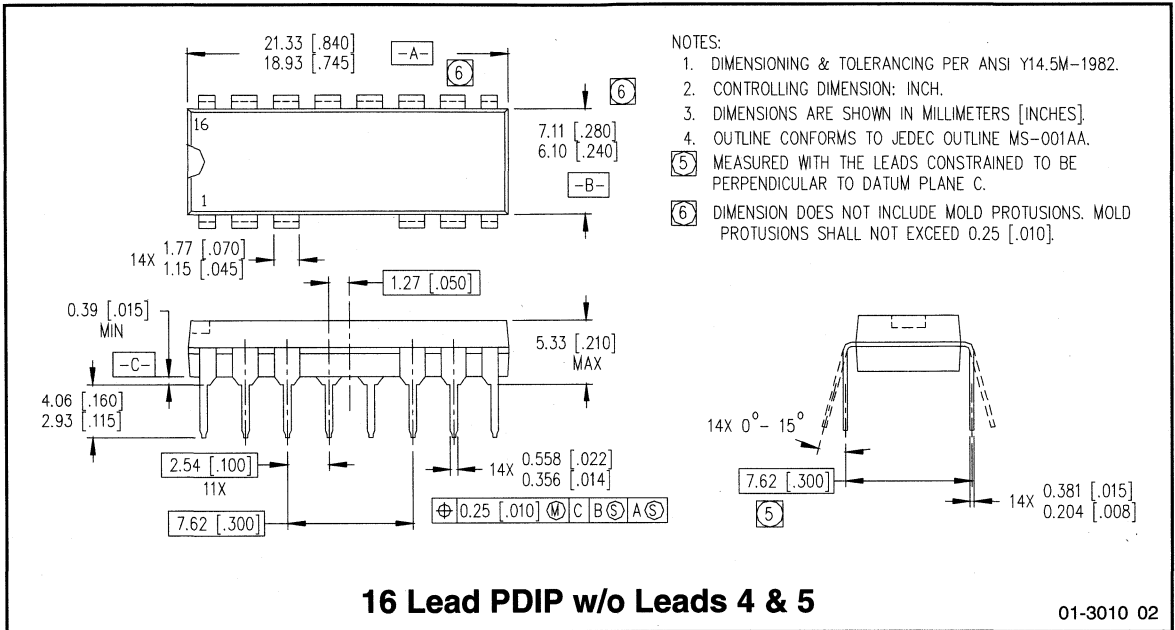 21.33 [.840]
18.93 [.745]
-A-
6
6
16
1
7.11 [.280]
6.10 [.240]
-B-
NOTES:
1. DIMENSIONING & TOLERANCING PER ANSI Y14.5M-1982.
2. CONTROLLING DIMENSION: INCH.
3. DIMENSIONS ARE SHOWN IN MILLIMETERS [INCHES].
4. OUTLINE CONFORMS TO JEDEC OUTLINE MS-001AA.
5 MEASURED WITH THE LEADS CONSTRAINED TO BE
PERPENDICULAR TO DATUM PLANE C.
6 DIMENSION DOES NOT INCLUDE MOLD PROTUSIONS. MOLD
PROTUSIONS SHALL NOT EXCEED 0.25 [.010].
14X 1.77 [.070]
1.15 [.045]
1.27 [.050]
0.39 [.015]
MIN
-C-
5.33 [.210]
MAX
4.06 [.160]
2.93 [.115]
2.54 [.100]
11X
14X 0.558 [.022]
0.356 [.014]
7.62 [.300]
⌖ 0.25 [.010] Ⓜ C B Ⓢ A Ⓢ
14X 0° - 15°
7.62 [.300]
5
14X 0.381 [.015]
0.204 [.008]
16 Lead PDIP w/o Leads 4 & 5
01-3010 02